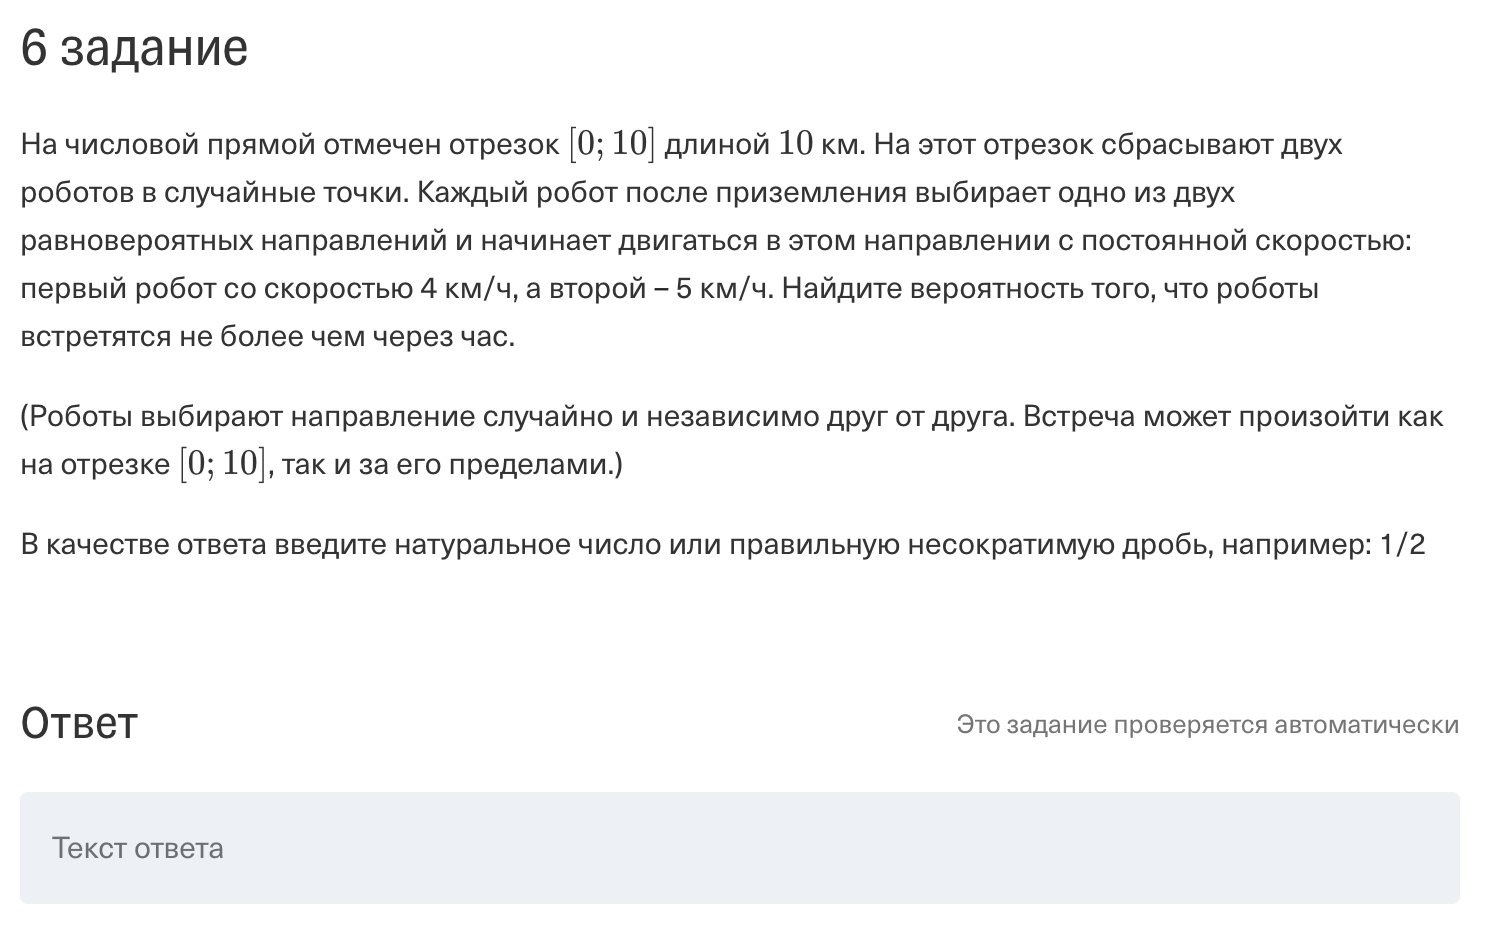 6 задание
На числовой прямой отмечен отрезок [0; 10] длиной 10 км. На этот отрезок сбрасывают двух
роботов в случайные точки. Каждый робот после приземления выбирает одно из двух
равновероятных направлений и начинает двигаться в этом направлении с постоянной скоростью:
первый робот со скоростью 4 км/ч, а второй – 5 км/ч. Найдите вероятность того, что роботы
встретятся не более чем через час.
(Роботы выбирают направление случайно и независимо друг от друга. Встреча может произойти как
на отрезке [0; 10], так и за его пределами.)
В качестве ответа введите натуральное число или правильную несократимую дробь, например: 1/2
Ответ
Это задание проверяется автоматически
Текст ответа